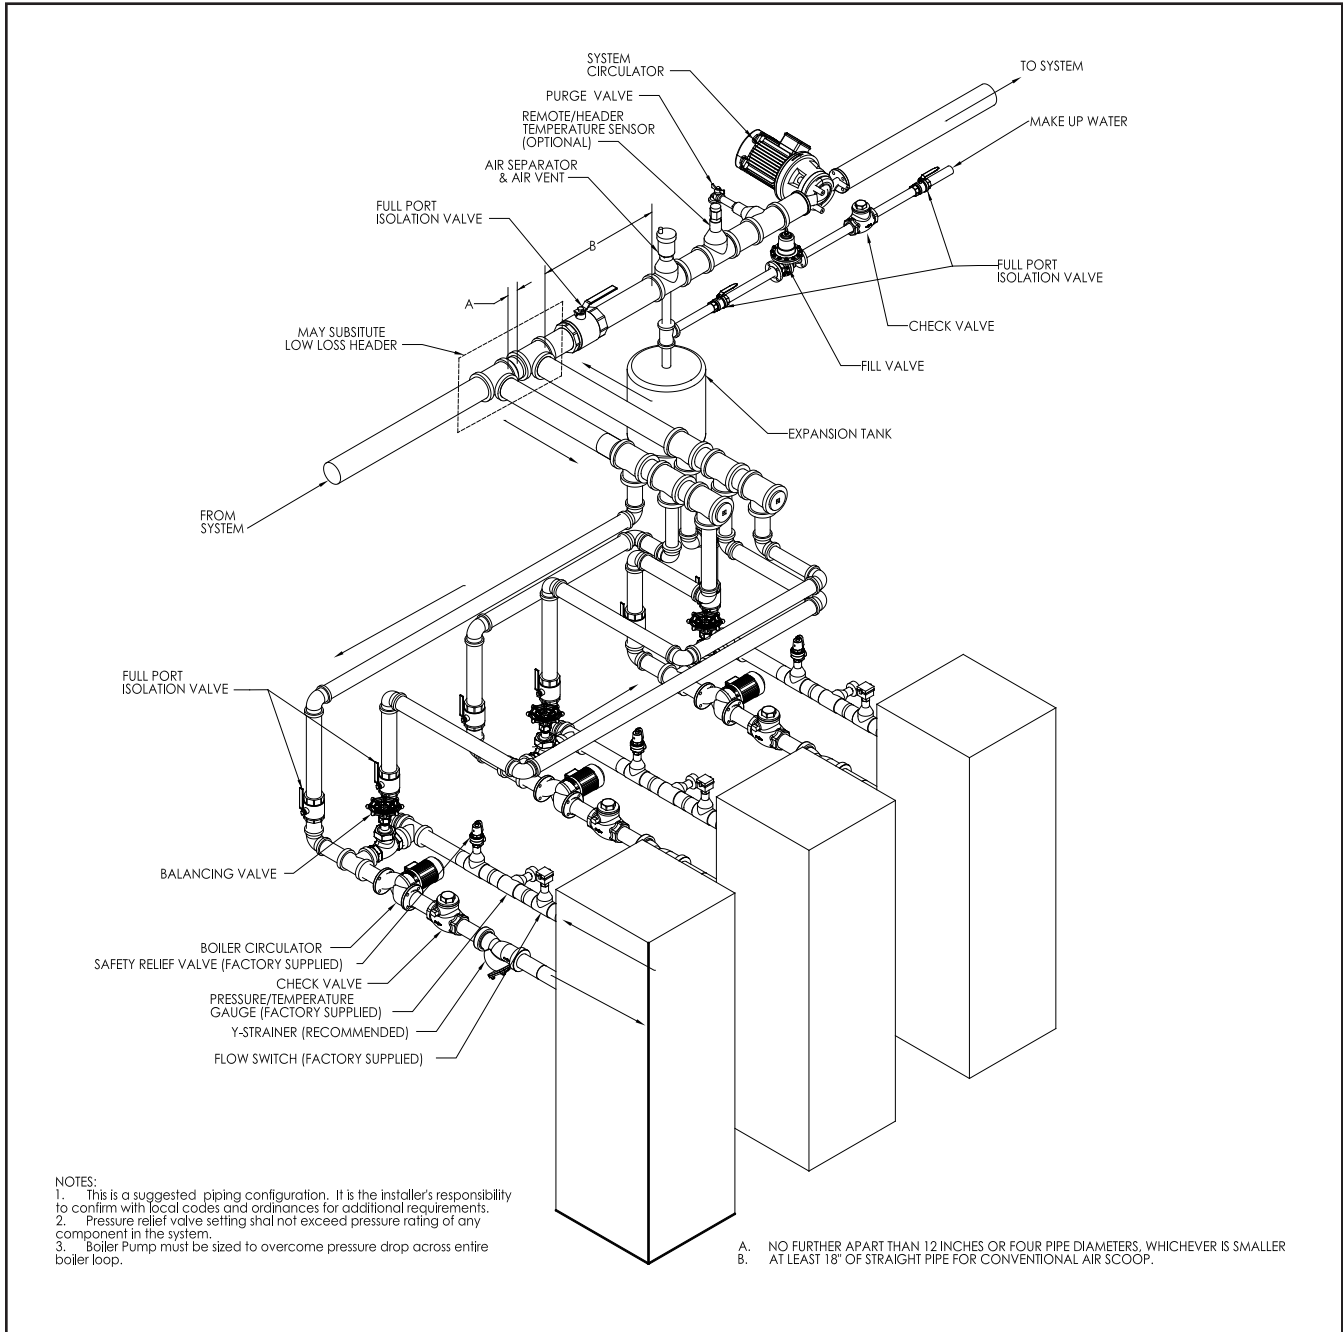 SYSTEM
CIRCULATOR
TO SYSTEM
PURGE VALVE
REMOTE/HEADER
TEMPERATURE SENSOR
(OPTIONAL)
MAKE UP WATER
AIR SEPARATOR
& AIR VENT
FULL PORT
ISOLATION VALVE
B
A
FULL PORT
ISOLATION VALVE
CHECK VALVE
MAY SUBSITUTE
LOW LOSS HEADER
FILL VALVE
EXPANSION TANK
FROM
SYSTEM
FULL PORT
ISOLATION VALVE
BALANCING VALVE
BOILER CIRCULATOR
SAFETY RELIEF VALVE (FACTORY SUPPLIED)
CHECK VALVE
PRESSURE/TEMPERATURE
GAUGE (FACTORY SUPPLIED)
Y-STRAINER (RECOMMENDED)
FLOW SWITCH (FACTORY SUPPLIED)
NOTES:
1. This is a suggested piping configuration. It is the installer's responsibility
to confirm with local codes and ordinances for additional requirements.
2. Pressure relief valve setting shal not exceed pressure rating of any
component in the system.
3. Boiler Pump must be sized to overcome pressure drop across entire
boiler loop.
A. NO FURTHER APART THAN 12 INCHES OR FOUR PIPE DIAMETERS, WHICHEVER IS SMALLER
B. AT LEAST 18" OF STRAIGHT PIPE FOR CONVENTIONAL AIR SCOOP.